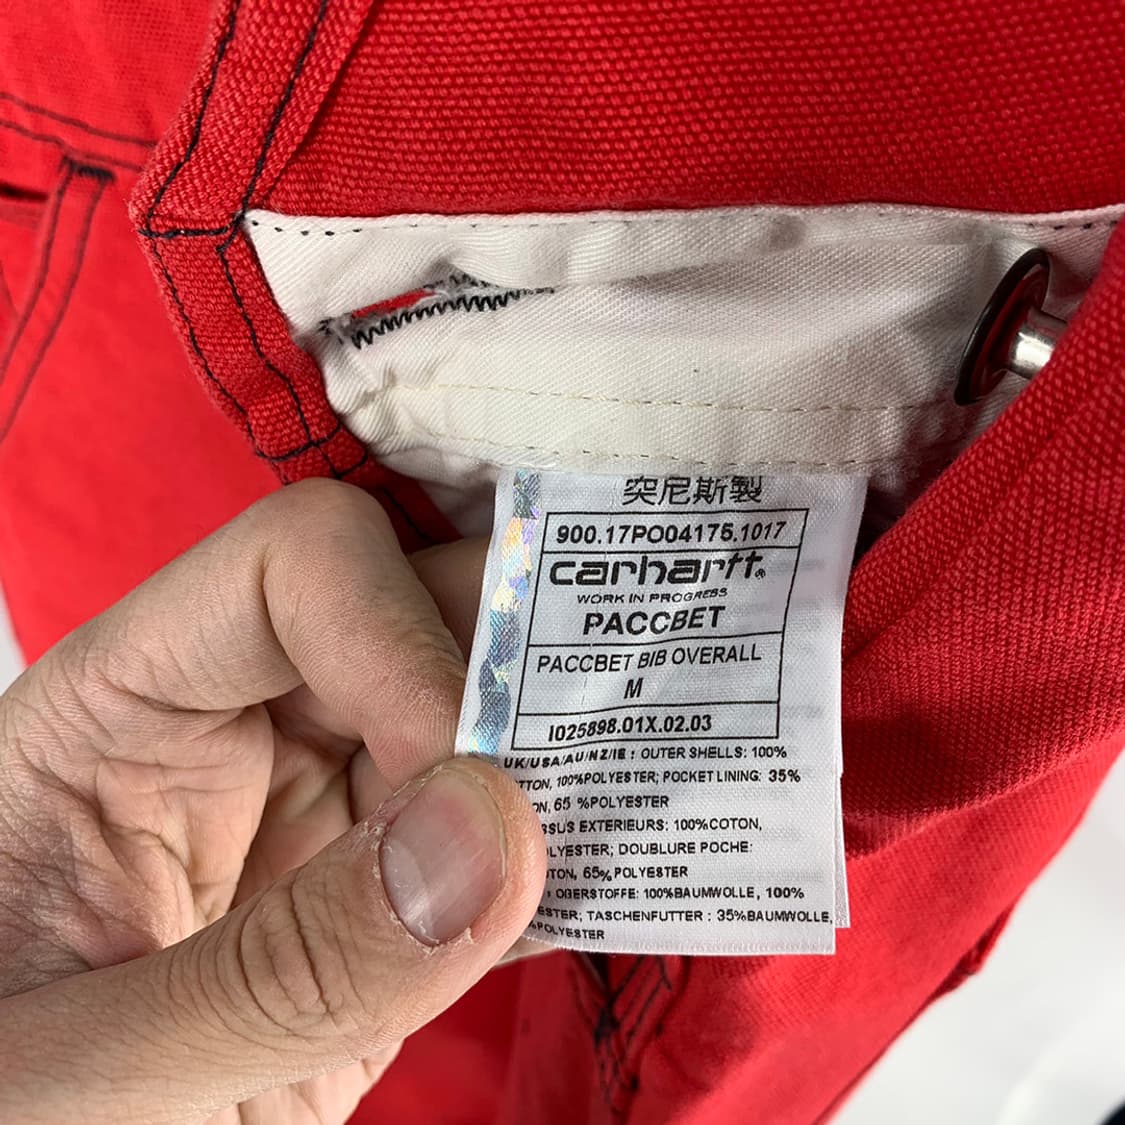 突尼斯製
900.17PO04175.1017
carhartt®
WORK IN PROGRESS
PACCBET
PACCBET BIB OVERALL
M
I025898.01X.02.03
UK/USA/AU/NZ/IE : OUTER SHELLS: 100%
TTON, 100%POLYESTER; POCKET LINING: 35%
ON, 65 %POLYESTER
SSUS EXTERIEURS: 100%COTON,
OLYESTER; DOUBLURE POCHE:
TON, 65%POLYESTER
: OBERSTOFFE: 100%BAUMWOLLE, 100%
ESTER; TASCHENFUTTER : 35%BAUMWOLLE,
%POLYESTER